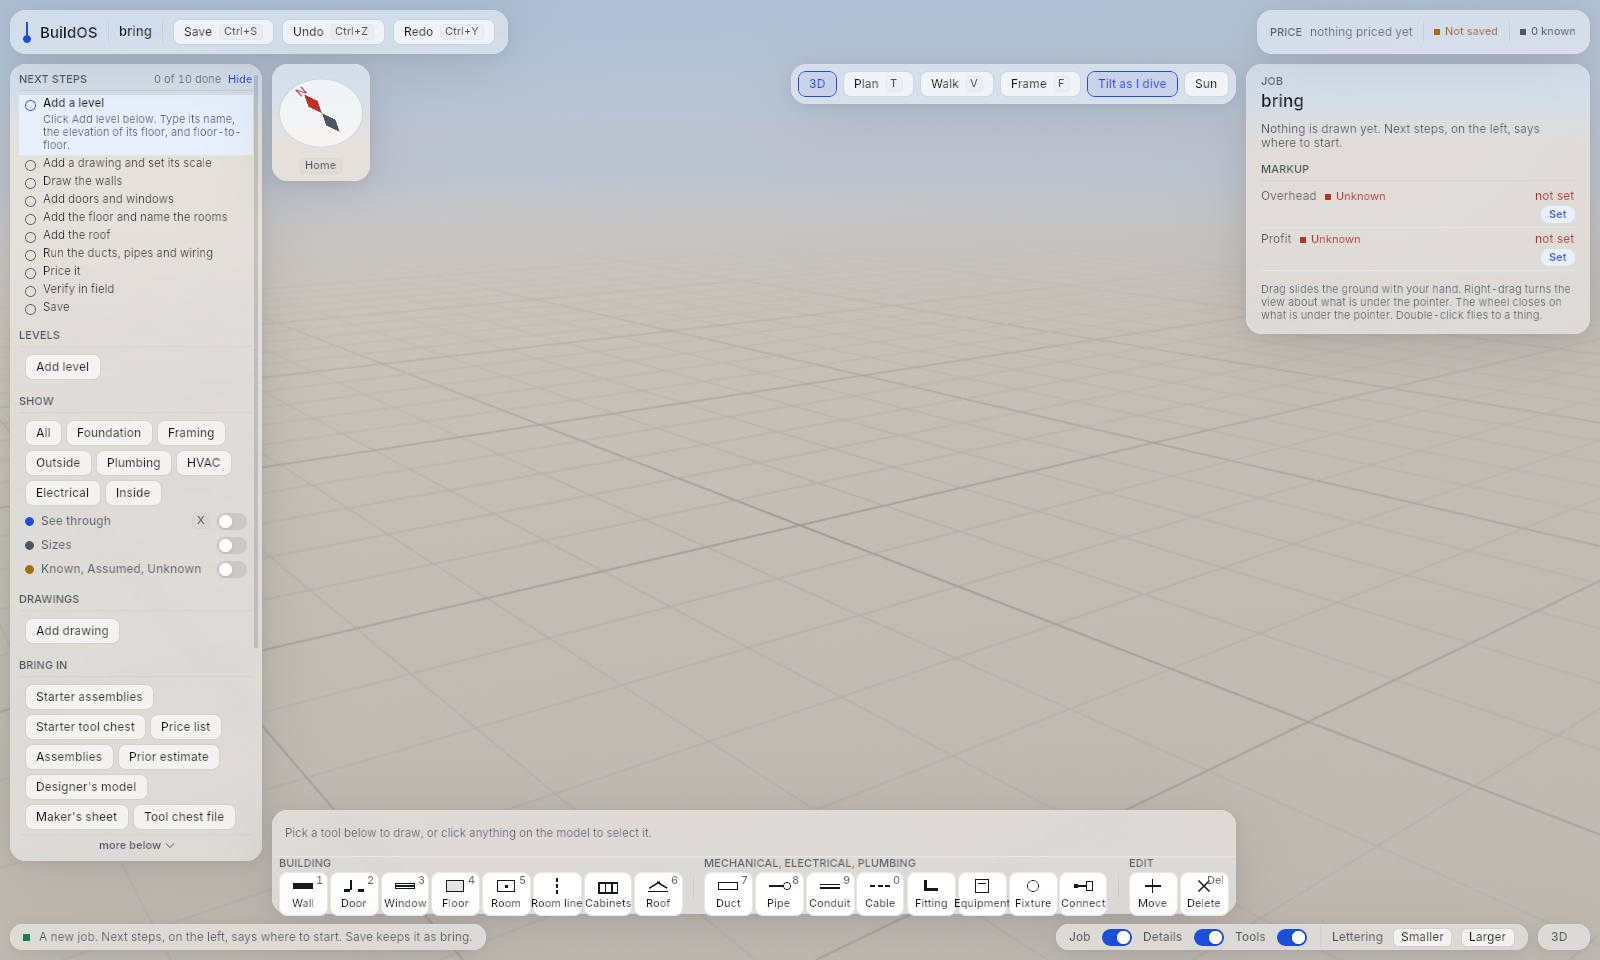 BuildOS
bring
Save Ctrl+S
Undo Ctrl+Z
Redo Ctrl+Y
PRICE nothing priced yet
Not saved
0 known
NEXT STEPS 0 of 10 done Hide
Add a level
Click Add level below. Type its name,
the elevation of its floor, and floor-to-
floor.
Add a drawing and set its scale
Draw the walls
Add doors and windows
Add the floor and name the rooms
Add the roof
Run the ducts, pipes and wiring
Price it
Verify in field
Save
LEVELS
Add level
SHOW
All Foundation Framing
Outside Plumbing HVAC
Electrical Inside
See through X
Sizes
Known, Assumed, Unknown
DRAWINGS
Add drawing
BRING IN
Starter assemblies
Starter tool chest Price list
Assemblies Prior estimate
Designer's model
Maker's sheet Tool chest file
more below
N
Home
3D Plan T Walk V Frame F Tilt as I dive Sun
JOB
bring
Nothing is drawn yet. Next steps, on the left, says
where to start.
MARKUP
Overhead Unknown not set
Set
Profit Unknown not set
Set
Drag slides the ground with your hand. Right-drag turns the
view about what is under the pointer. The wheel closes on
what is under the pointer. Double-click flies to a thing.
Pick a tool below to draw, or click anything on the model to select it.
BUILDING
1 2 3 4 5 6
Wall Door Window Floor Room Room line Cabinets Roof
MECHANICAL, ELECTRICAL, PLUMBING
7 8 9 0
Duct Pipe Conduit Cable Fitting Equipment Fixture Connect
EDIT
Del
Move Delete
A new job. Next steps, on the left, says where to start. Save keeps it as bring.
Job Details Tools Lettering Smaller Larger 3D